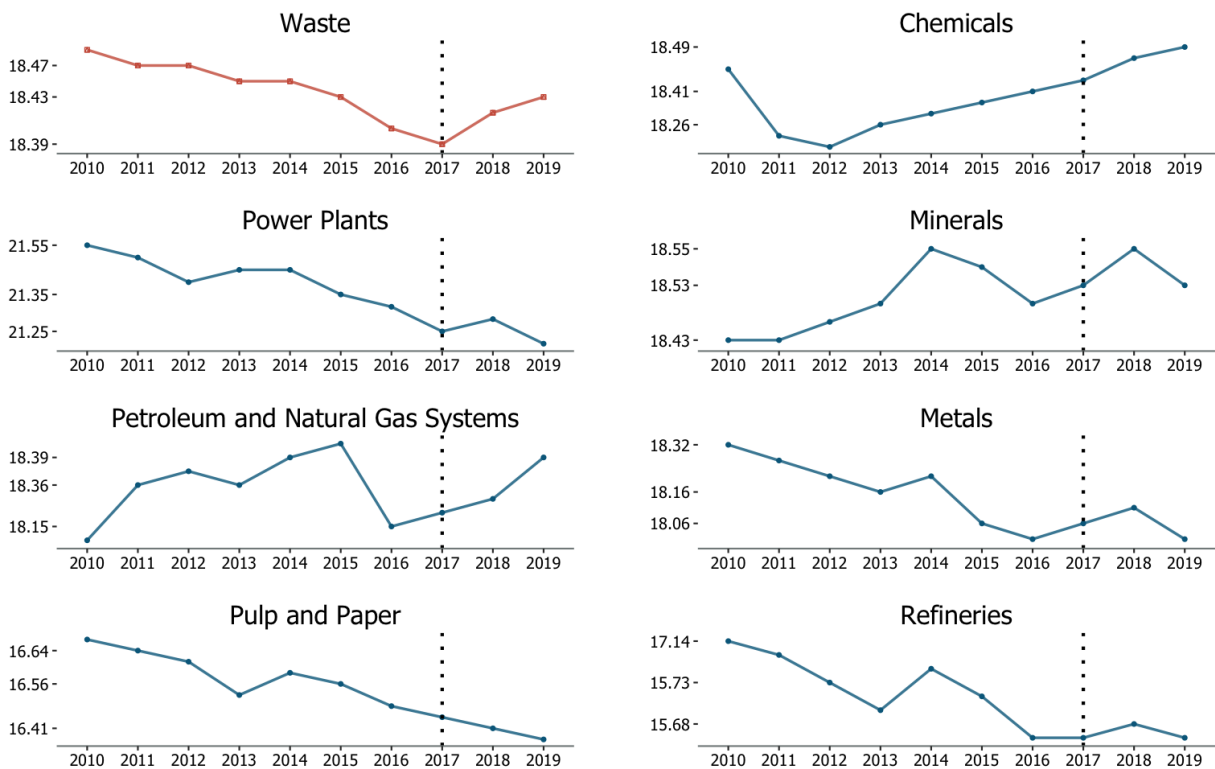 Waste
18.47
18.43
18.39
2010 2011 2012 2013 2014 2015 2016 2017 2018 2019
Chemicals
18.49
18.41
18.26
2010 2011 2012 2013 2014 2015 2016 2017 2018 2019
Power Plants
21.55
21.35
21.25
2010 2011 2012 2013 2014 2015 2016 2017 2018 2019
Minerals
18.55
18.53
18.43
2010 2011 2012 2013 2014 2015 2016 2017 2018 2019
Petroleum and Natural Gas Systems
18.39
18.36
18.15
2010 2011 2012 2013 2014 2015 2016 2017 2018 2019
Metals
18.32
18.16
18.06
2010 2011 2012 2013 2014 2015 2016 2017 2018 2019
Pulp and Paper
16.64
16.56
16.41
2010 2011 2012 2013 2014 2015 2016 2017 2018 2019
Refineries
17.14
15.73
15.68
2010 2011 2012 2013 2014 2015 2016 2017 2018 2019